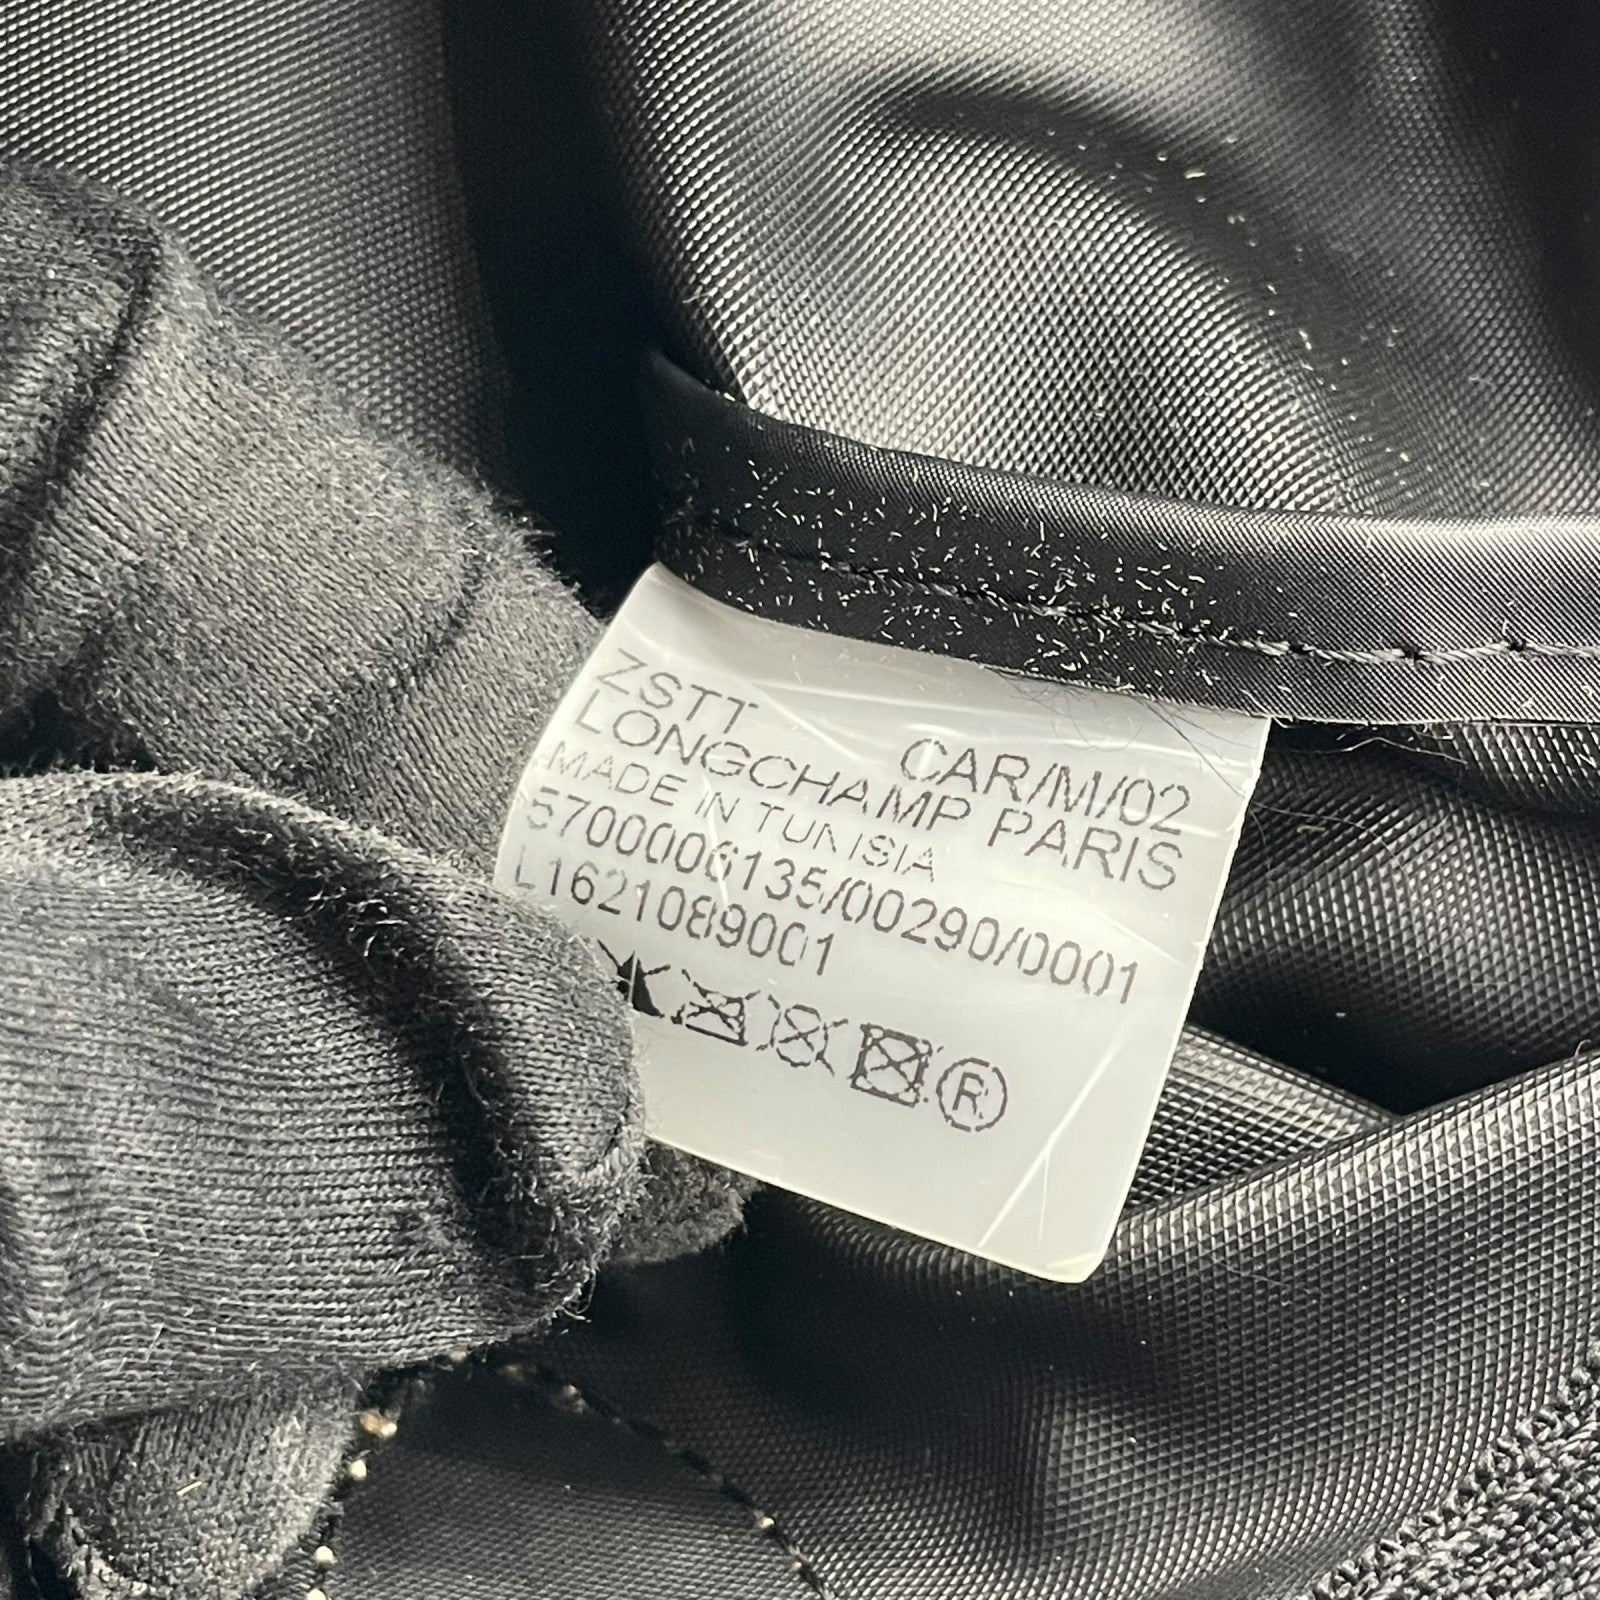 ZSTT CAR/M/02
LONGCHAMP PARIS
MADE IN TUNISIA
5700006135/00290/0001
L1621089001
R